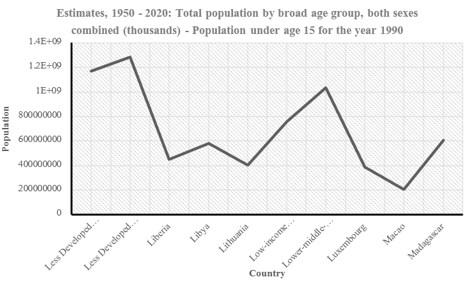 Estimates, 1950 - 2020: Total population by broad age group, both sexes
combined (thousands) - Population under age 15 for the year 1990
Population
1.4E+09
1.2E+09
1E+09
800000000
600000000
400000000
200000000
0
Less Developed…
Less Developed…
Liberia
Libya
Lithuania
Low-income…
Lower-middle-…
Luxembourg
Macao
Madagascar
Country